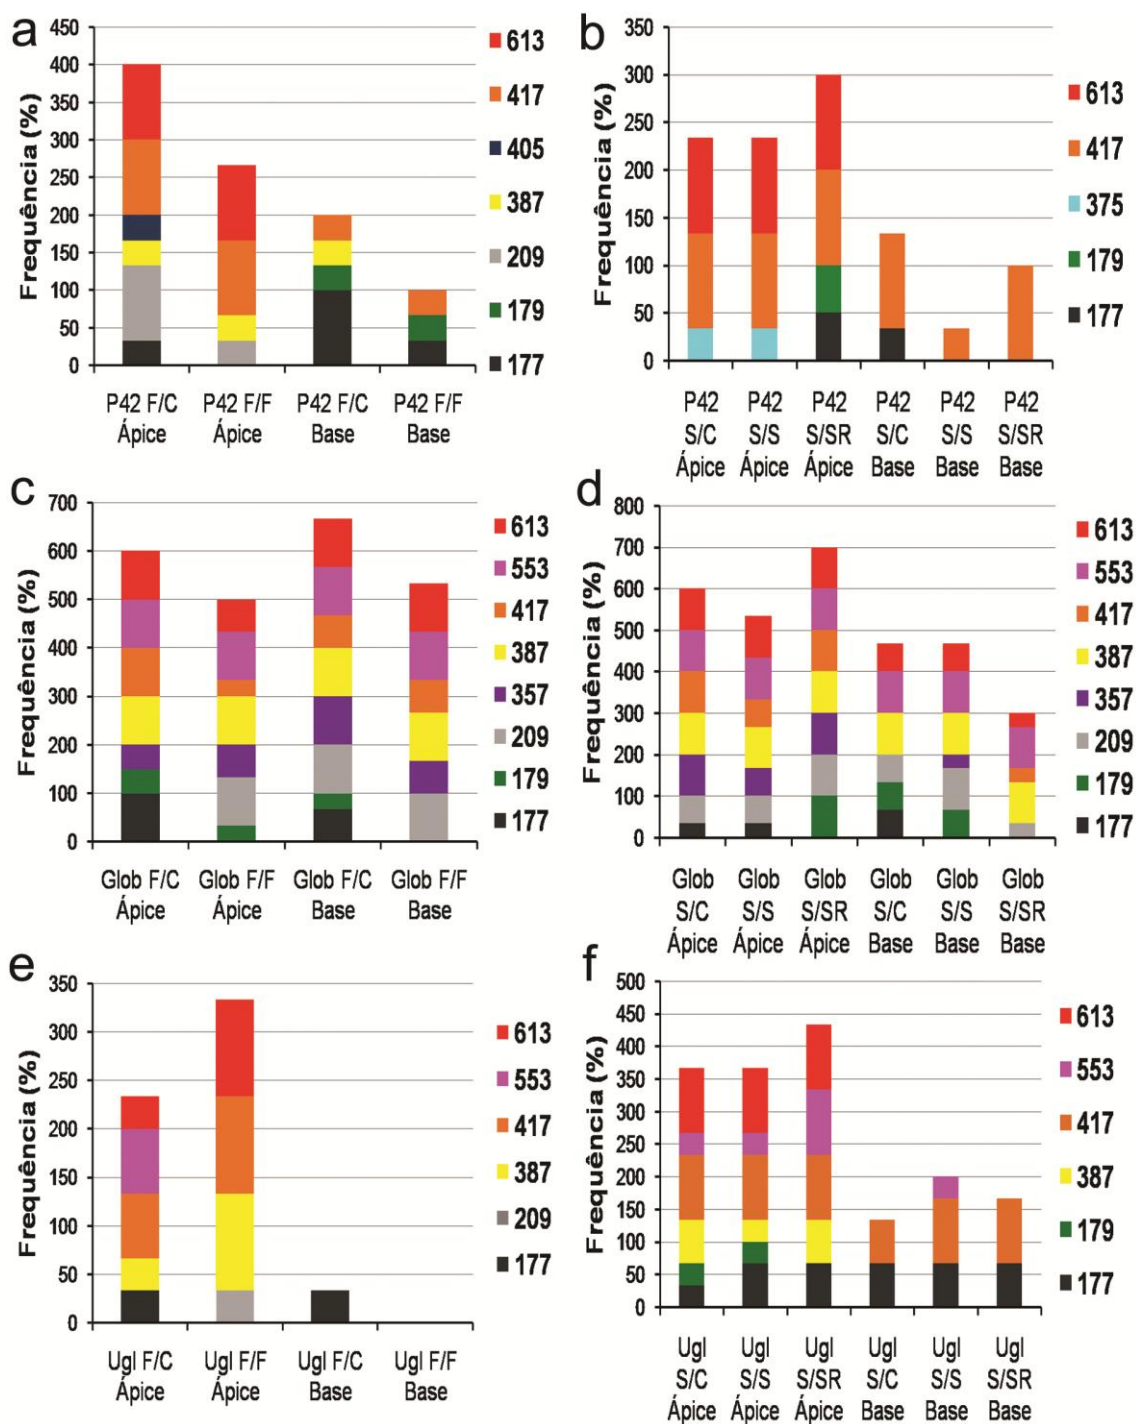 a
Frequência (%)
450
400
350
300
250
200
150
100
50
0
P42 F/C
Ápice
P42 F/F
Ápice
P42 F/C
Base
P42 F/F
Base
613
417
405
387
209
179
177
b
Frequência (%)
350
300
250
200
150
100
50
0
P42
S/C
Ápice
P42
S/S
Ápice
P42
S/SR
Ápice
P42
S/C
Base
P42
S/S
Base
P42
S/SR
Base
613
417
375
179
177
c
Frequência (%)
700
600
500
400
300
200
100
0
Glob F/C
Ápice
Glob F/F
Ápice
Glob F/C
Base
Glob F/F
Base
613
553
417
387
357
209
179
177
d
Frequência (%)
800
700
600
500
400
300
200
100
0
Glob
S/C
Ápice
Glob
S/S
Ápice
Glob
S/SR
Ápice
Glob
S/C
Base
Glob
S/S
Base
Glob
S/SR
Base
613
553
417
387
357
209
179
177
e
Frequência (%)
350
300
250
200
150
100
50
0
Ugl F/C
Ápice
Ugl F/F
Ápice
Ugl F/C
Base
Ugl F/F
Base
613
553
417
387
209
177
f
Frequência (%)
500
450
400
350
300
250
200
150
100
50
0
Ugl
S/C
Ápice
Ugl
S/S
Ápice
Ugl
S/SR
Ápice
Ugl
S/C
Base
Ugl
S/S
Base
Ugl
S/SR
Base
613
553
417
387
179
177